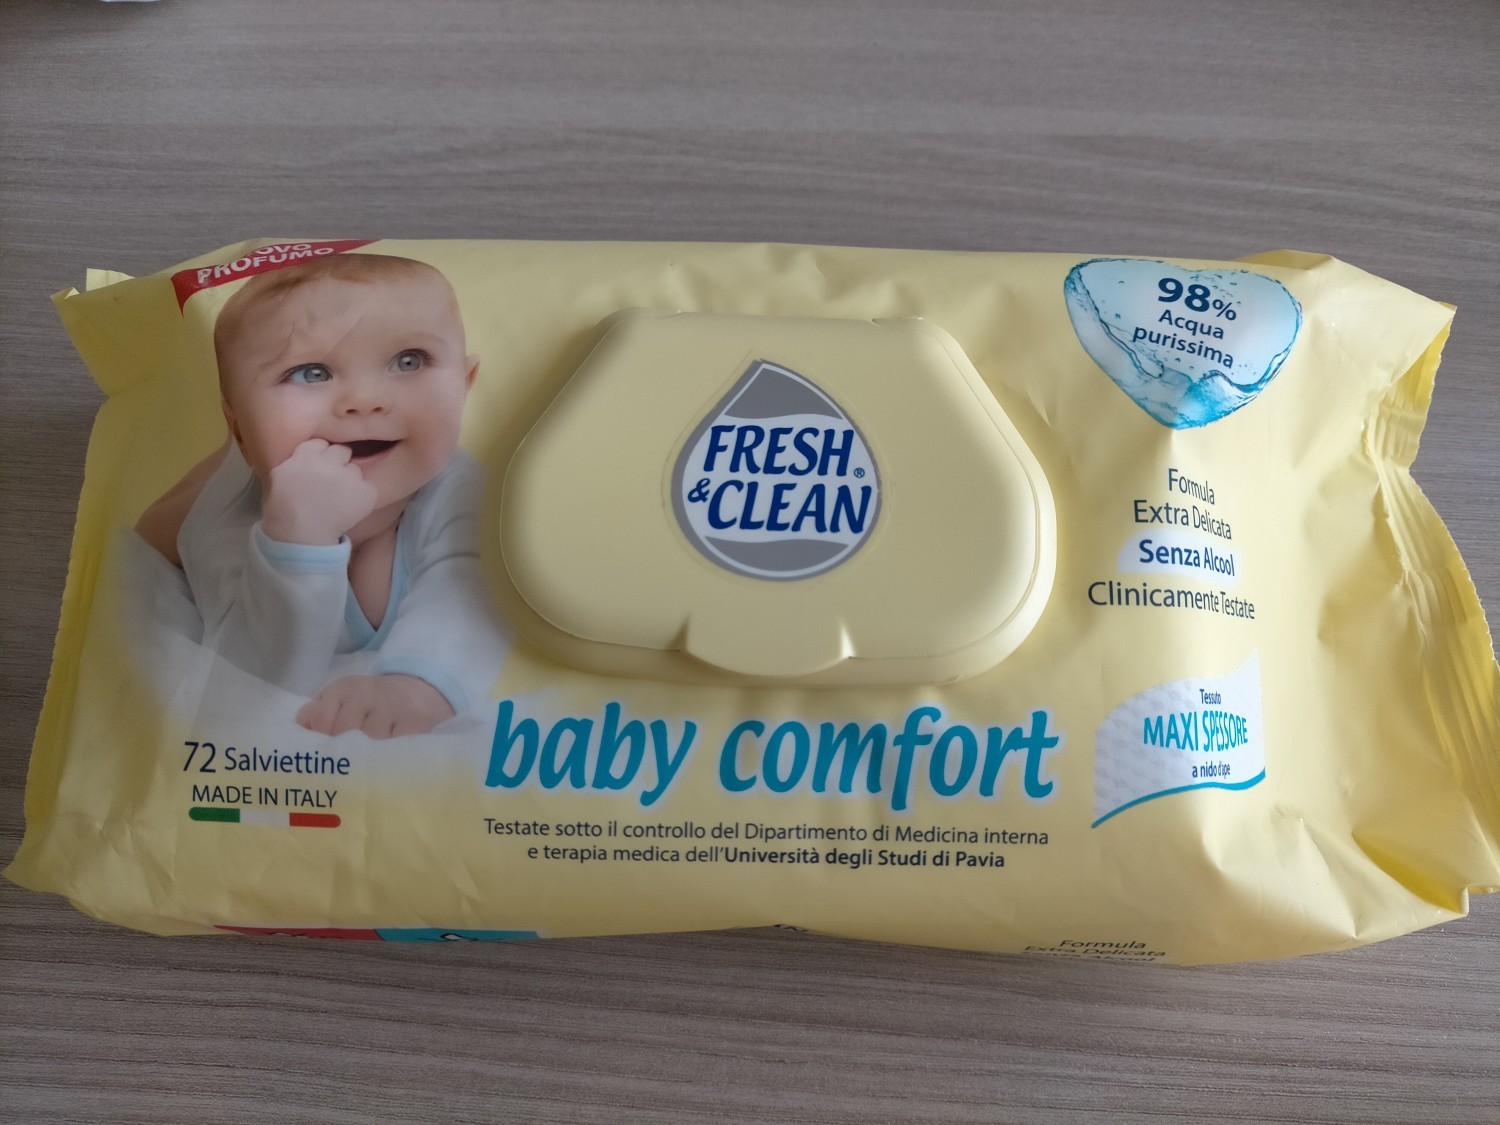 PROFUMO
98%
Acqua
purissima
FRESH
& CLEAN®
Formula
Extra Delicata
Senza Alcool
Clinicamente Testate
Tessuto
MAXI SPESSORE
a nido d'ape
72 Salviettine
MADE IN ITALY
baby comfort
Testate sotto il controllo del Dipartimento di Medicina interna
e terapia medica dell'Università degli Studi di Pavia
Formula
Extra Delicata